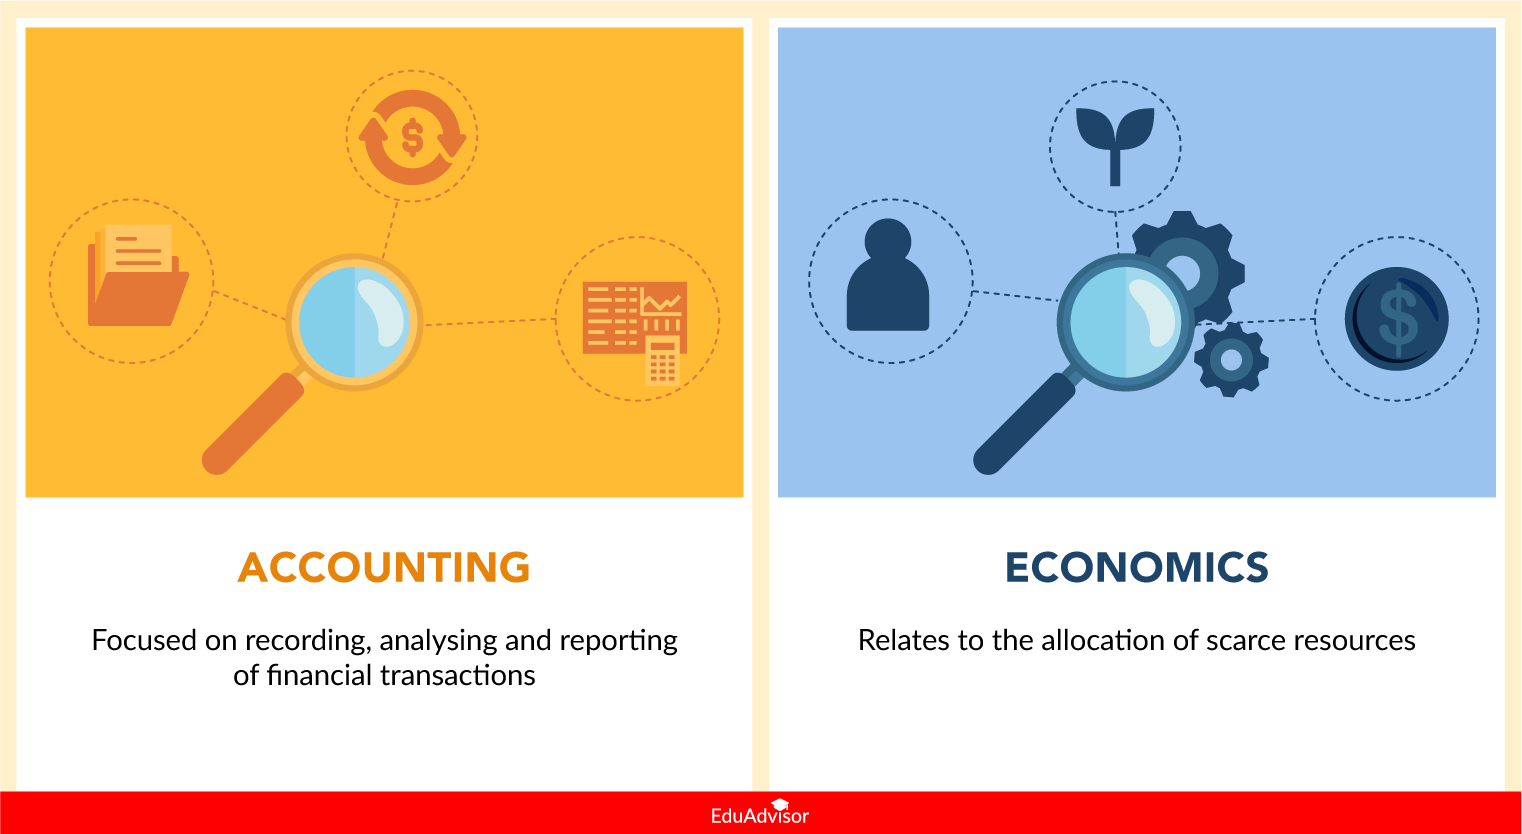 $
$
ACCOUNTING
Focused on recording, analysing and reporting
of financial transactions
ECONOMICS
Relates to the allocation of scarce resources
EduAdvisor